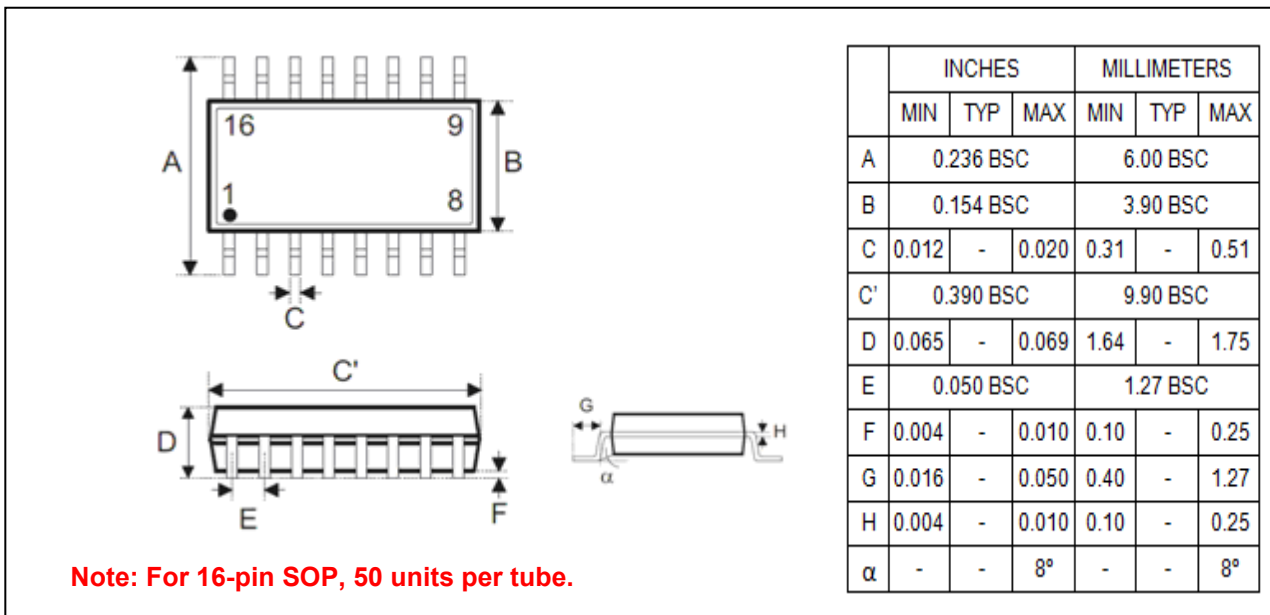 16 9
A B
1 8
C
C'
D
E F
G
H
α
Note: For 16-pin SOP, 50 units per tube.
INCHES MILLIMETERS
MIN TYP MAX MIN TYP MAX
A 0.236 BSC 6.00 BSC
B 0.154 BSC 3.90 BSC
C 0.012 - 0.020 0.31 - 0.51
C' 0.390 BSC 9.90 BSC
D 0.065 - 0.069 1.64 - 1.75
E 0.050 BSC 1.27 BSC
F 0.004 - 0.010 0.10 - 0.25
G 0.016 - 0.050 0.40 - 1.27
H 0.004 - 0.010 0.10 - 0.25
α - - 8º - - 8º